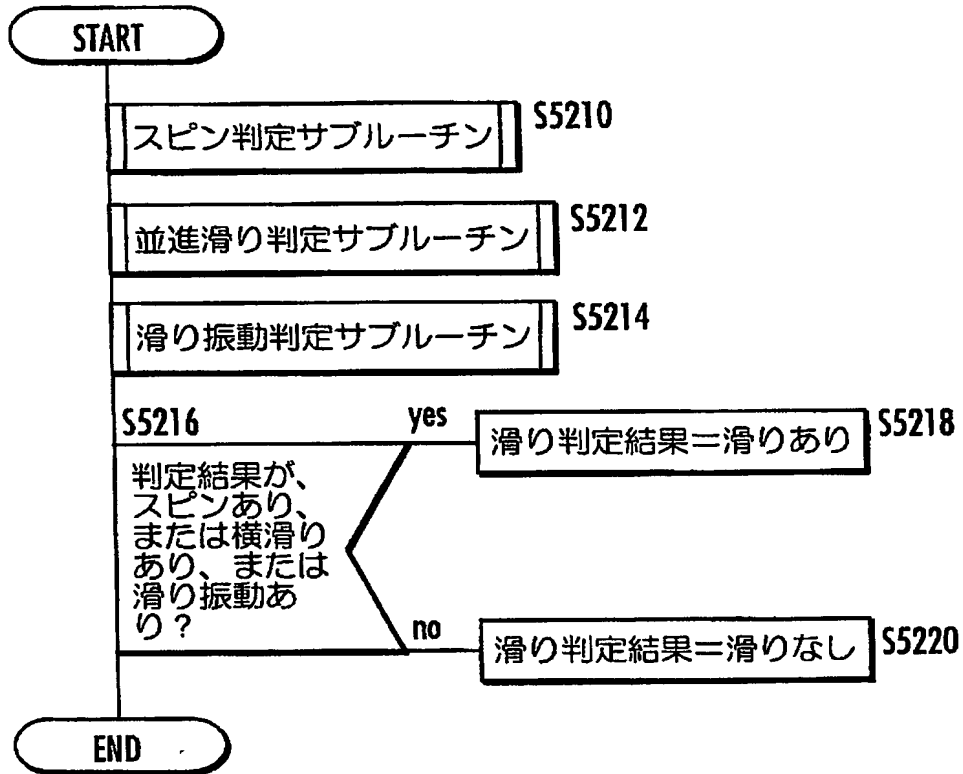 START
スピン判定サブルーチン
S5210
並進滑り判定サブルーチン
S5212
滑り振動判定サブルーチン
S5214
S5216
判定結果が、
スピンあり、
または横滑り
あり、または
滑り振動あ
り？
yes
滑り判定結果＝滑りあり
S5218
no
滑り判定結果＝滑りなし
S5220
END